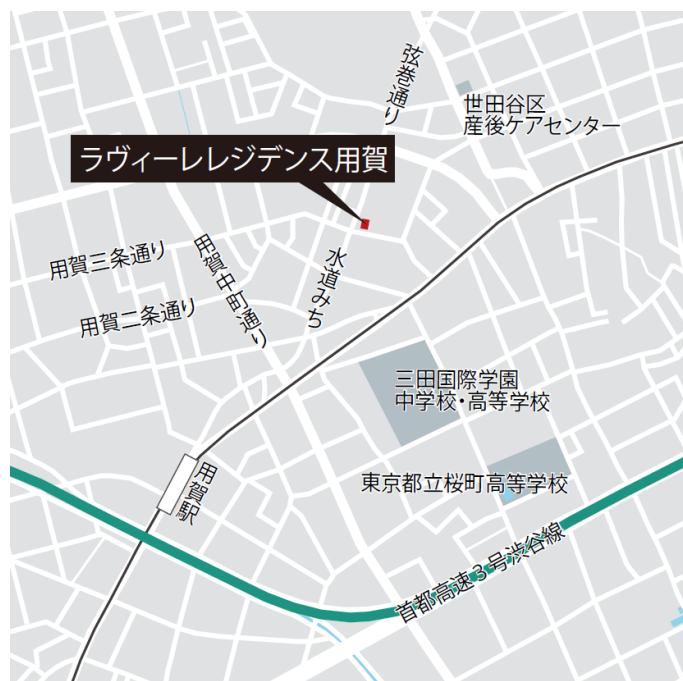 弦巻通り
世田谷区
産後ケアセンター
ラヴィーレレジデンス用賀
用賀三条通り
用賀中町通り
水道みち
用賀二条通り
三田国際学園
中学校・高等学校
用賀駅
東京都立桜町高等学校
首都高速3号渋谷線